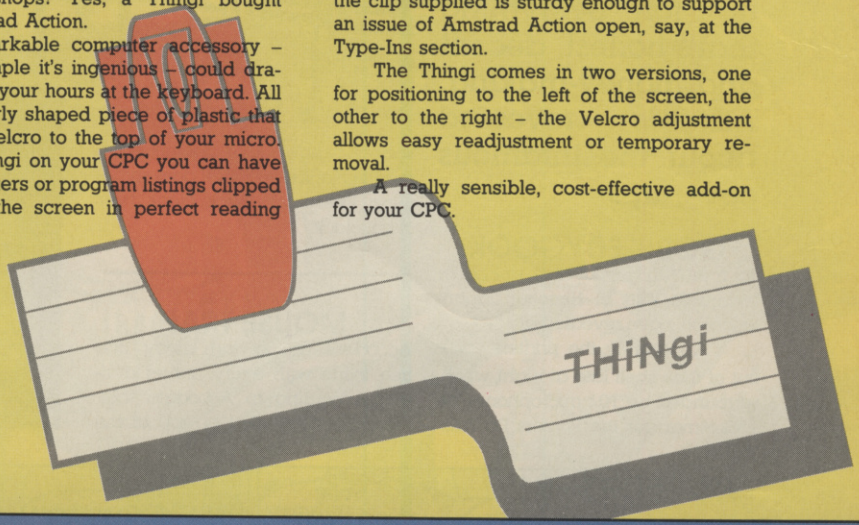 shops? Yes, a Thingi bought
ad Action.
rkable computer accessory –
ple it's ingenious – could dra-
your hours at the keyboard. All
rly shaped piece of plastic that
elcro to the top of your micro.
ngi on your CPC you can have
ers or program listings clipped
he screen in perfect reading
the clip supplied is sturdy enough to support
an issue of Amstrad Action open, say, at the
Type-Ins section.
The Thingi comes in two versions, one
for positioning to the left of the screen, the
other to the right – the Velcro adjustment
allows easy readjustment or temporary re-
moval.
A really sensible, cost-effective add-on
for your CPC.
THiNgi